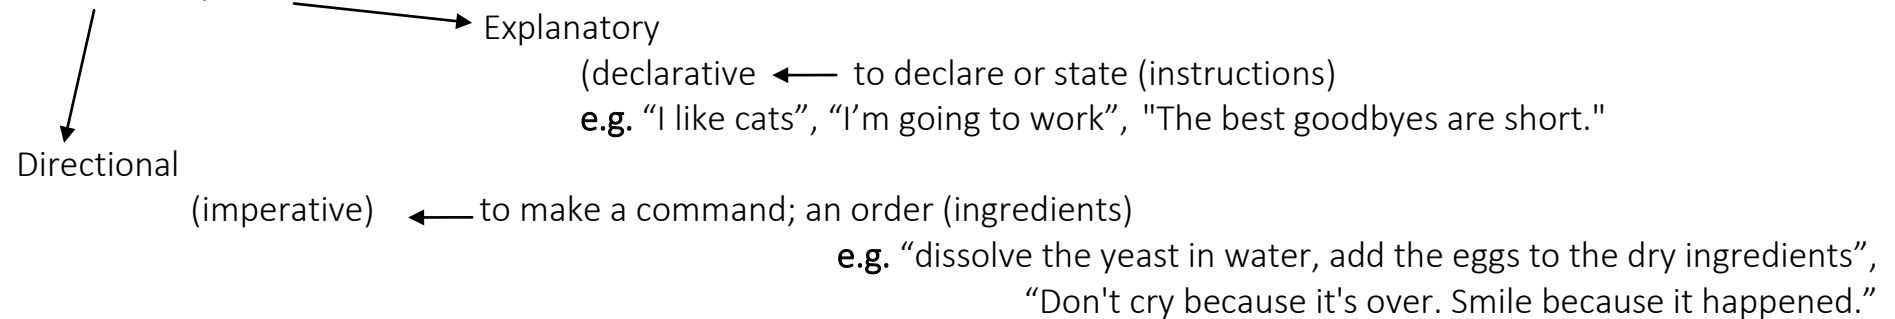 Explanatory
(declarative to declare or state (instructions)
e.g. “I like cats”, “I’m going to work”, "The best goodbyes are short."
Directional
(imperative) to make a command; an order (ingredients)
e.g. “dissolve the yeast in water, add the eggs to the dry ingredients”,
“Don't cry because it's over. Smile because it happened.”